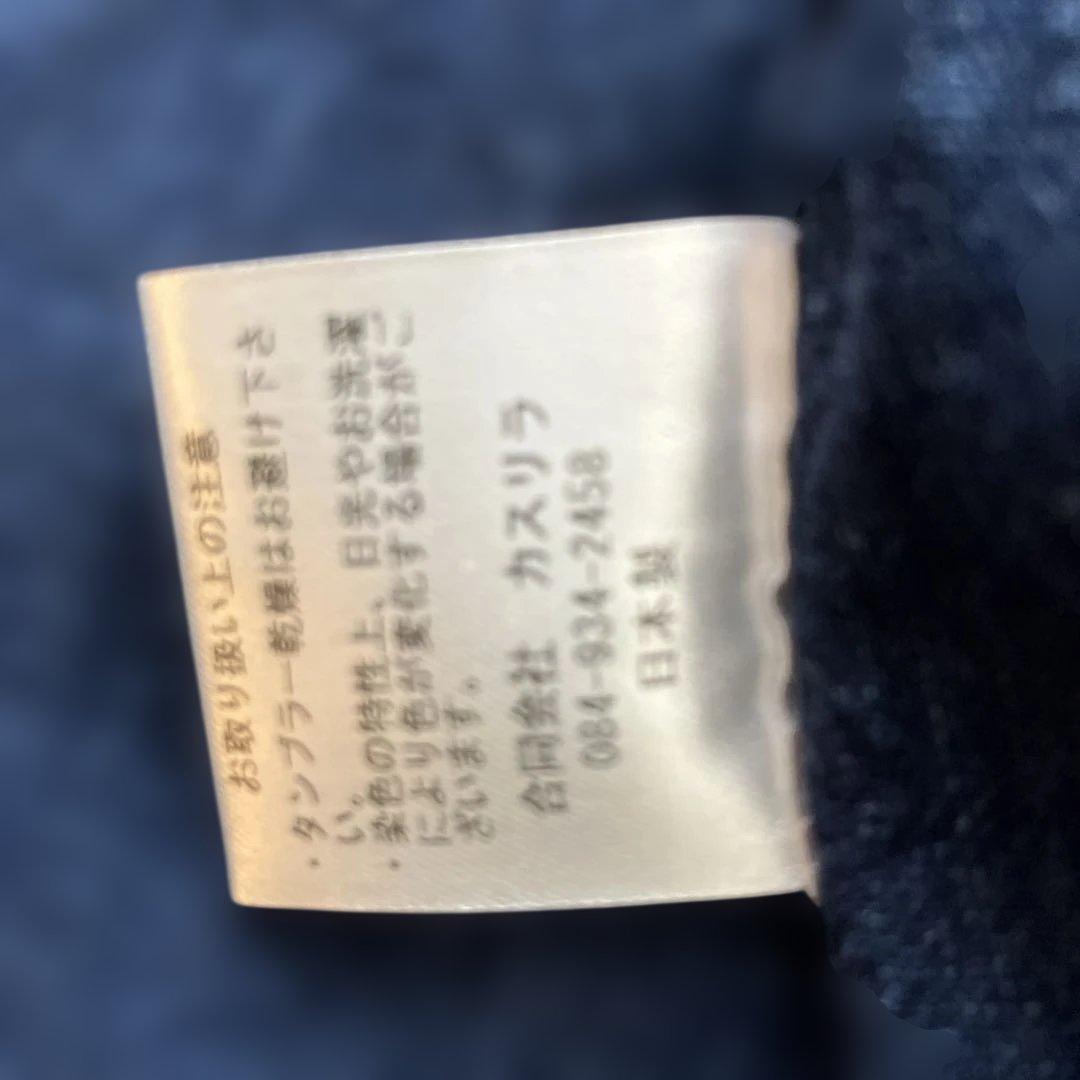 お取り扱い上の注意
・タンブラー乾燥はお避け下さ
い。
・染色の特性上、日光やお洗濯
により色が変化する場合がご
ざいます。
合同会社　カスリラ
084-934-2458
日本製